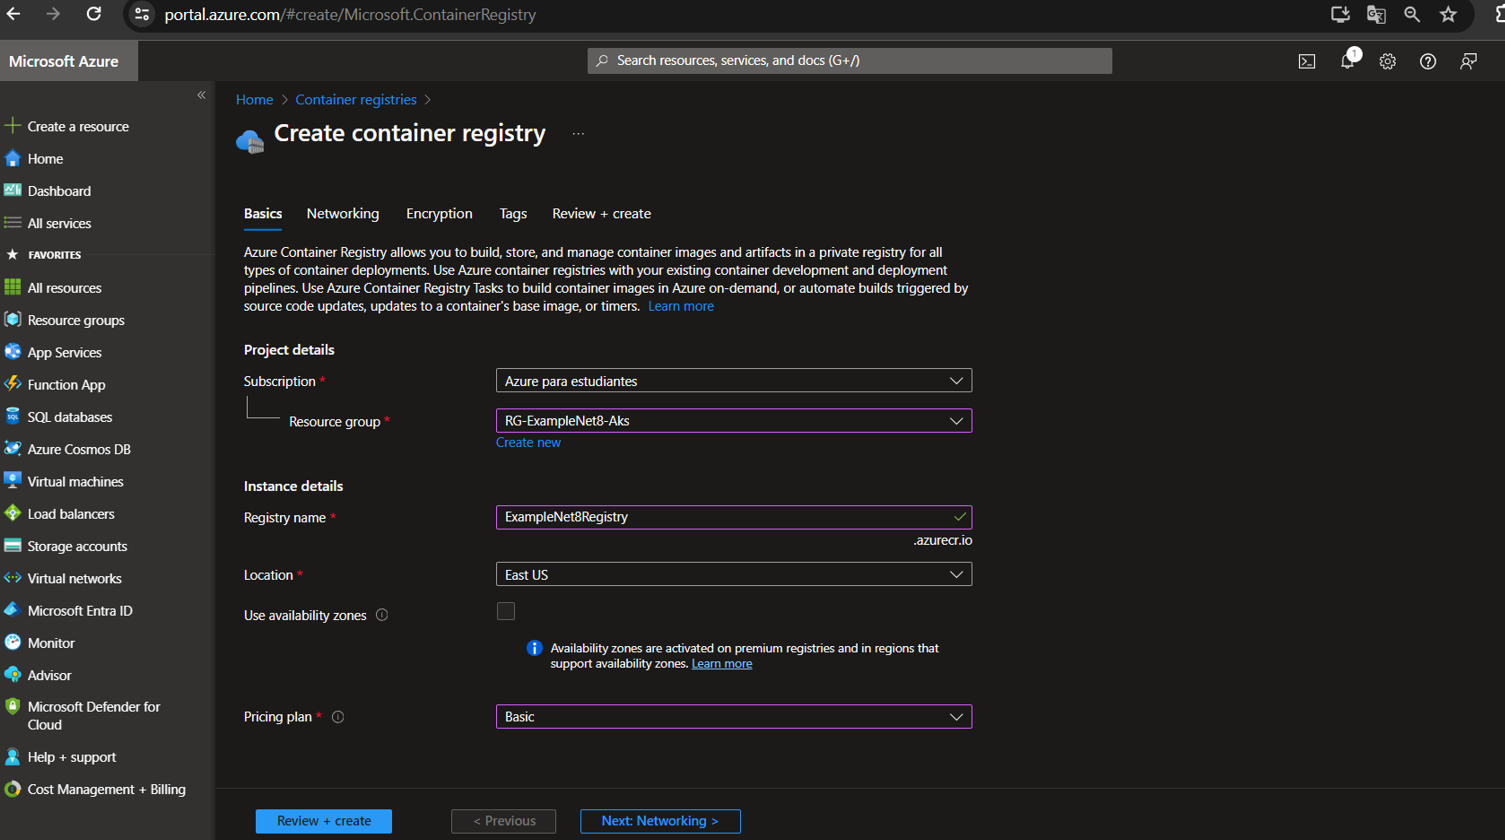 portal.azure.com/#create/Microsoft.ContainerRegistry
Microsoft Azure
Search resources, services, and docs (G+/)
1
«
Create a resource
Home
Dashboard
All services
FAVORITES
All resources
Resource groups
App Services
Function App
SQL databases
Azure Cosmos DB
Virtual machines
Load balancers
Storage accounts
Virtual networks
Microsoft Entra ID
Monitor
Advisor
Microsoft Defender for
Cloud
Help + support
Cost Management + Billing
Home > Container registries >
Create container registry ...
Basics Networking Encryption Tags Review + create
Azure Container Registry allows you to build, store, and manage container images and artifacts in a private registry for all
types of container deployments. Use Azure container registries with your existing container development and deployment
pipelines. Use Azure Container Registry Tasks to build container images in Azure on-demand, or automate builds triggered by
source code updates, updates to a container's base image, or timers. Learn more
Project details
Subscription * Azure para estudiantes
Resource group * RG-ExampleNet8-Aks
Create new
Instance details
Registry name * ExampleNet8Registry
.azurecr.io
Location * East US
Use availability zones
Availability zones are activated on premium registries and in regions that
support availability zones. Learn more
Pricing plan * Basic
Review + create < Previous Next: Networking >